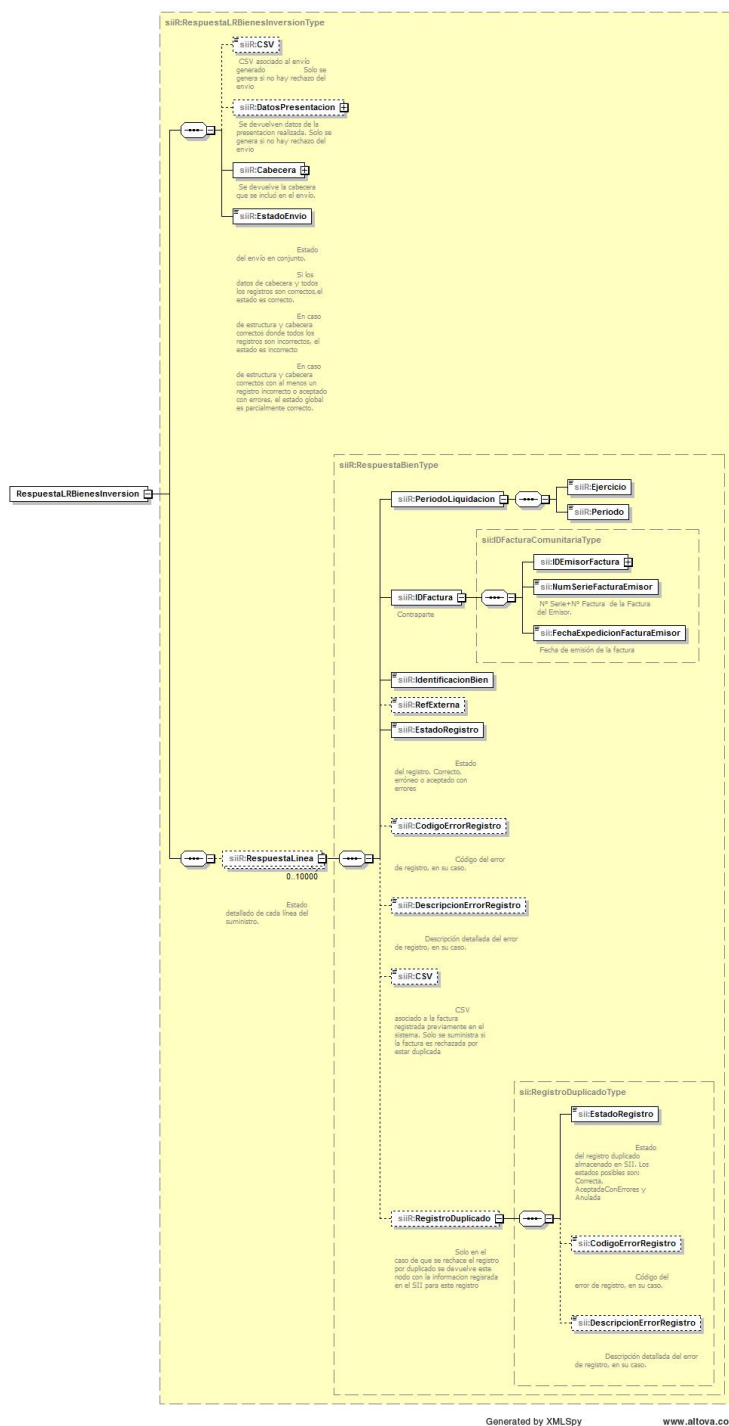 siiR:RespuestaLRBienesInversionType
siiR:CSV
CSV asociado al envío
generado Solo se
genera si no hay rechazo del
envio
siiR:DatosPresentacion
Se devuelven datos de la
presentacion realizada. Solo se
genera si no hay rechazo del
envio
siiR:Cabecera
Se devuelve la cabecera
que se incluó en el envío.
siiR:EstadoEnvio
Estado
del envío en conjunto.
Si los
datos de cabecera y todos
los registros son correctos,el
estado es correcto.
En caso
de estructura y cabecera
correctos donde todos los
registros son incorrectos, el
estado es incorrecto
En caso
de estructura y cabecera
correctos con al menos un
registro incorrecto o aceptado
con errores, el estado global
es parcialmente correcto.
RespuestaLRBienesInversion
siiR:RespuestaBienType
siiR:PeriodoLiquidacion
siiR:Ejercicio
siiR:Periodo
sii:IDFacturaComunitariaType
sii:IDEmisorFactura
siiR:IDFactura
Contraparte
sii:NumSerieFacturaEmisor
Nº Serie+Nº Factura de la Factura
del Emisor.
sii:FechaExpedicionFacturaEmisor
Fecha de emisión de la factura
siiR:IdentificacionBien
siiR:RefExterna
siiR:EstadoRegistro
Estado
del registro. Correcto,
erróneo o aceptado con
errores
siiR:CodigoErrorRegistro
Código del error
de registro, en su caso.
siiR:RespuestaLinea
0..10000
Estado
detallado de cada línea del
suministro.
siiR:DescripcionErrorRegistro
Descripción detallada del error
de registro, en su caso.
siiR:CSV
CSV
asociado a la factura
registrada previamente en el
sistema. Solo se suministra si
la factura es rechazada por
estar duplicada
sii:RegistroDuplicadoType
sii:EstadoRegistro
Estado
del registro duplicado
almacenado en SII. Los
estados posibles son:
Correcta,
AceptadaConErrores y
Anulada
siiR:RegistroDuplicado
Solo en el
caso de que se rechace el registro
por duplicado se devuelve este
nodo con la informacion regisrada
en el SII para este registro
sii:CodigoErrorRegistro
Código del
error de registro, en su caso.
sii:DescripcionErrorRegistro
Descripción detallada del error
de registro, en su caso.
Generated by XMLSpy
www.altova.co